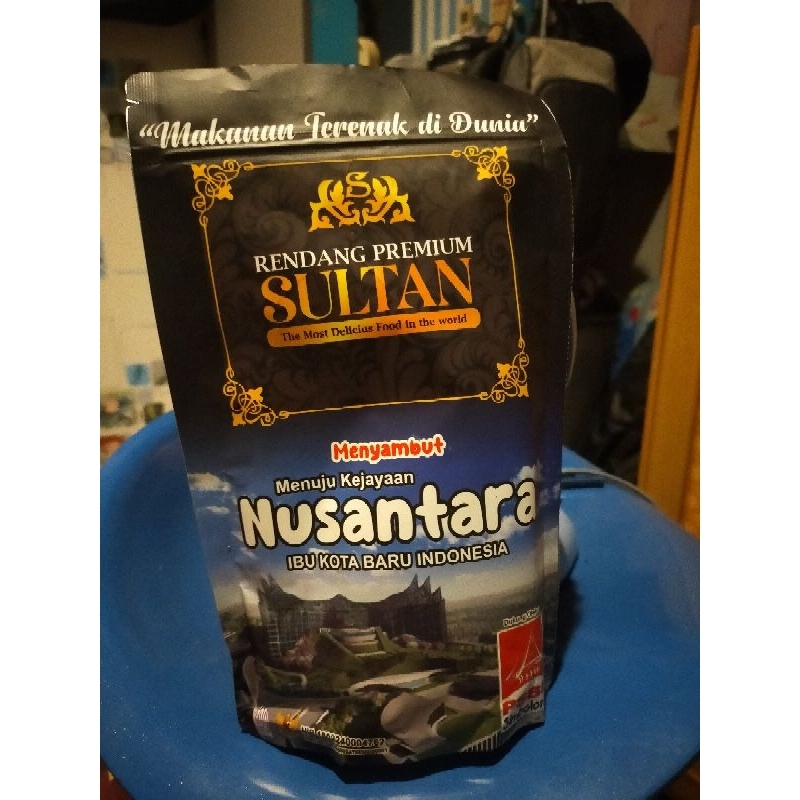 "Makanan Terenak di Dunia"
S
RENDANG PREMIUM
SULTAN
The Most Delicius Food in the world
Menyambut
Menuju Kejayaan
Nusantara
IBU KOTA BARU INDONESIA